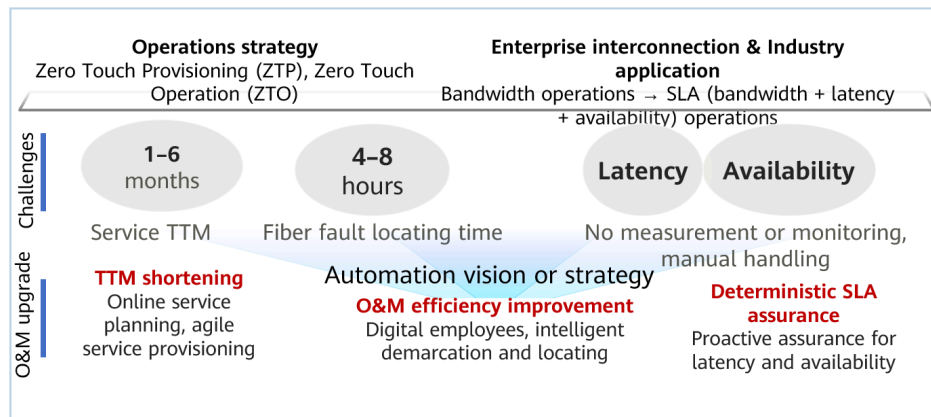 Operations strategy
Zero Touch Provisioning (ZTP), Zero Touch
Operation (ZTO)
Enterprise interconnection & Industry
application
Bandwidth operations → SLA (bandwidth + latency
+ availability) operations
Challenges
1–6
months
4–8
hours
Latency
Availability
Service TTM
Fiber fault locating time
No measurement or monitoring,
manual handling
Automation vision or strategy
O&M upgrade
TTM shortening
Online service
planning, agile
service provisioning
O&M efficiency improvement
Digital employees, intelligent
demarcation and locating
Deterministic SLA
assurance
Proactive assurance for
latency and availability